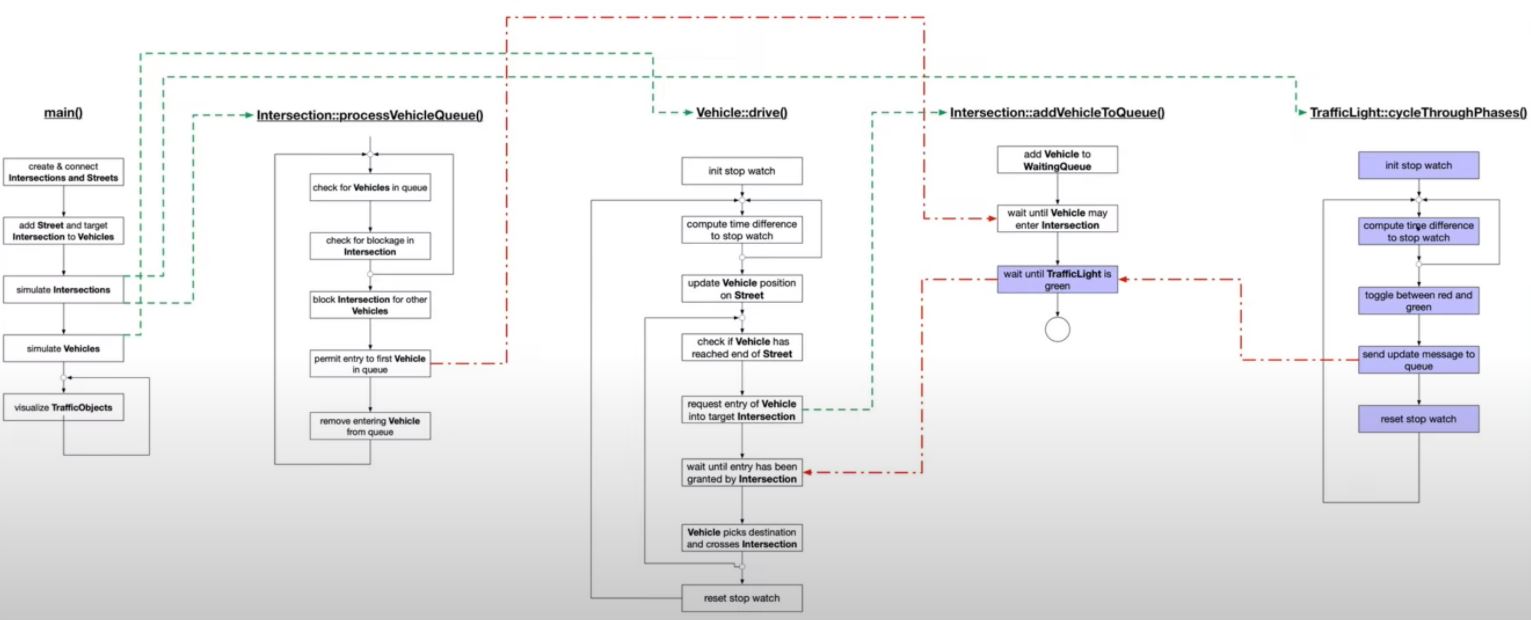 main()
create & connect
Intersections and Streets
add Street and target
Intersection to Vehicles
simulate Intersections
simulate Vehicles
visualize TrafficObjects
Intersection::processVehicleQueue()
check for Vehicles in queue
check for blockage in
Intersection
block Intersection for other
Vehicles
permit entry to first Vehicle
in queue
remove entering Vehicle
from queue
Vehicle::drive()
init stop watch
compute time difference
to stop watch
update Vehicle position
on Street
check if Vehicle has
reached end of Street
request entry of Vehicle
into target Intersection
wait until entry has been
granted by Intersection
Vehicle picks destination
and crosses Intersection
reset stop watch
Intersection::addVehicleToQueue()
add Vehicle to
WaitingQueue
wait until Vehicle may
enter Intersection
wait until TrafficLight is
green
TrafficLight::cycleThroughPhases()
init stop watch
compute time difference
to stop watch
toggle between red and
green
send update message to
queue
reset stop watch